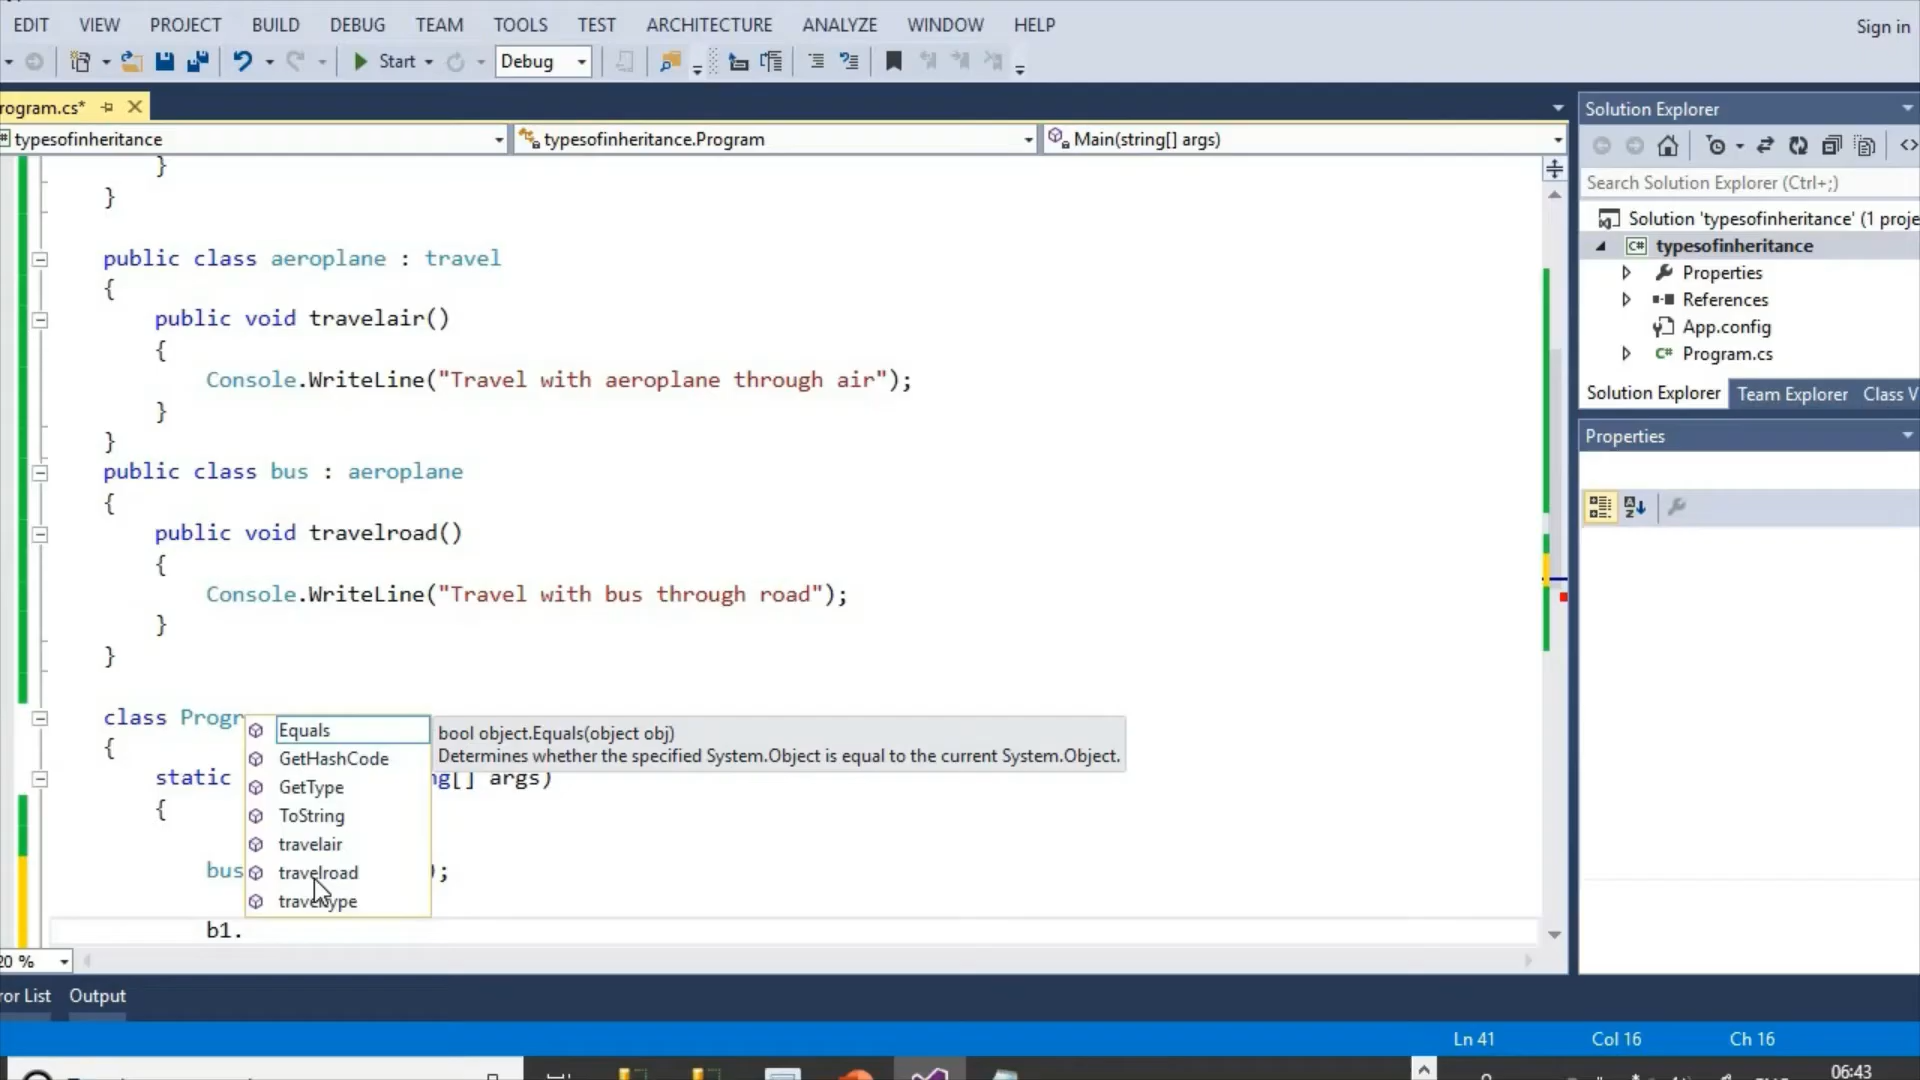 EDIT VIEW PROJECT BUILD DEBUG TEAM TOOLS TEST ARCHITECTURE ANALYZE WINDOW HELP
Sign in
Start Debug
rogram.cs*
typesofinheritance typesofinheritance.Program Main(string[] args)
}
}
public class aeroplane : travel
{
public void travelair()
{
Console.WriteLine("Travel with aeroplane through air");
}
}
public class bus : aeroplane
{
public void travelroad()
{
Console.WriteLine("Travel with bus through road");
}
}
class Progr
{
static ng[] args)
{
bus );
b1.
Equals
GetHashCode
GetType
ToString
travelair
travelroad
traveltype
bool object.Equals(object obj)
Determines whether the specified System.Object is equal to the current System.Object.
Solution Explorer
Search Solution Explorer (Ctrl+;)
Solution 'typesofinheritance' (1 proje
C# typesofinheritance
Properties
References
App.config
C# Program.cs
Solution Explorer Team Explorer Class V
Properties
20 %
ror List Output
Ln 41 Col 16 Ch 16
06:43